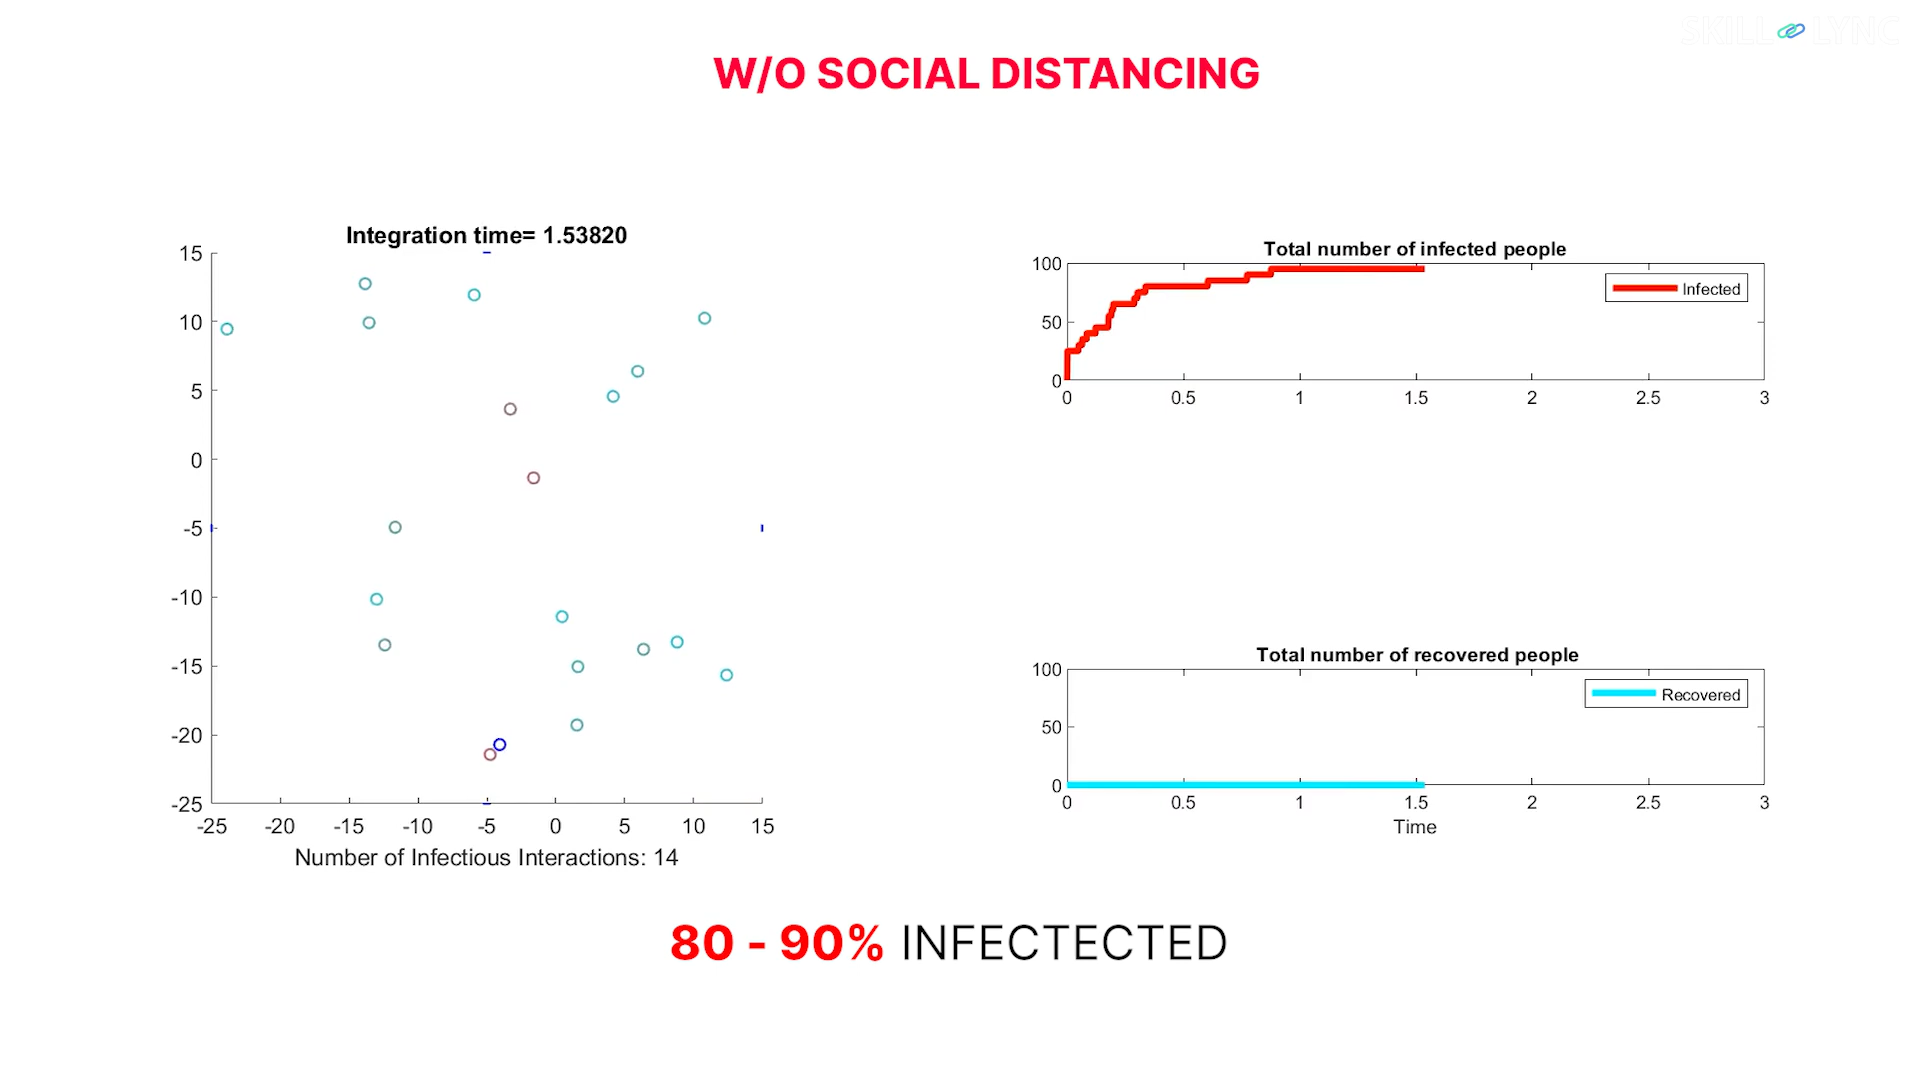 SKILL LYNC
W/O SOCIAL DISTANCING
Integration time= 1.53820
15
10
5
0
-5
-10
-15
-20
-25
-25 -20 -15 -10 -5 0 5 10 15
Number of Infectious Interactions: 14
Total number of infected people
100
50
0
0 0.5 1 1.5 2 2.5 3
Infected
Total number of recovered people
100
50
0
0 0.5 1 1.5 2 2.5 3
Time
Recovered
80 - 90% INFECTECTED